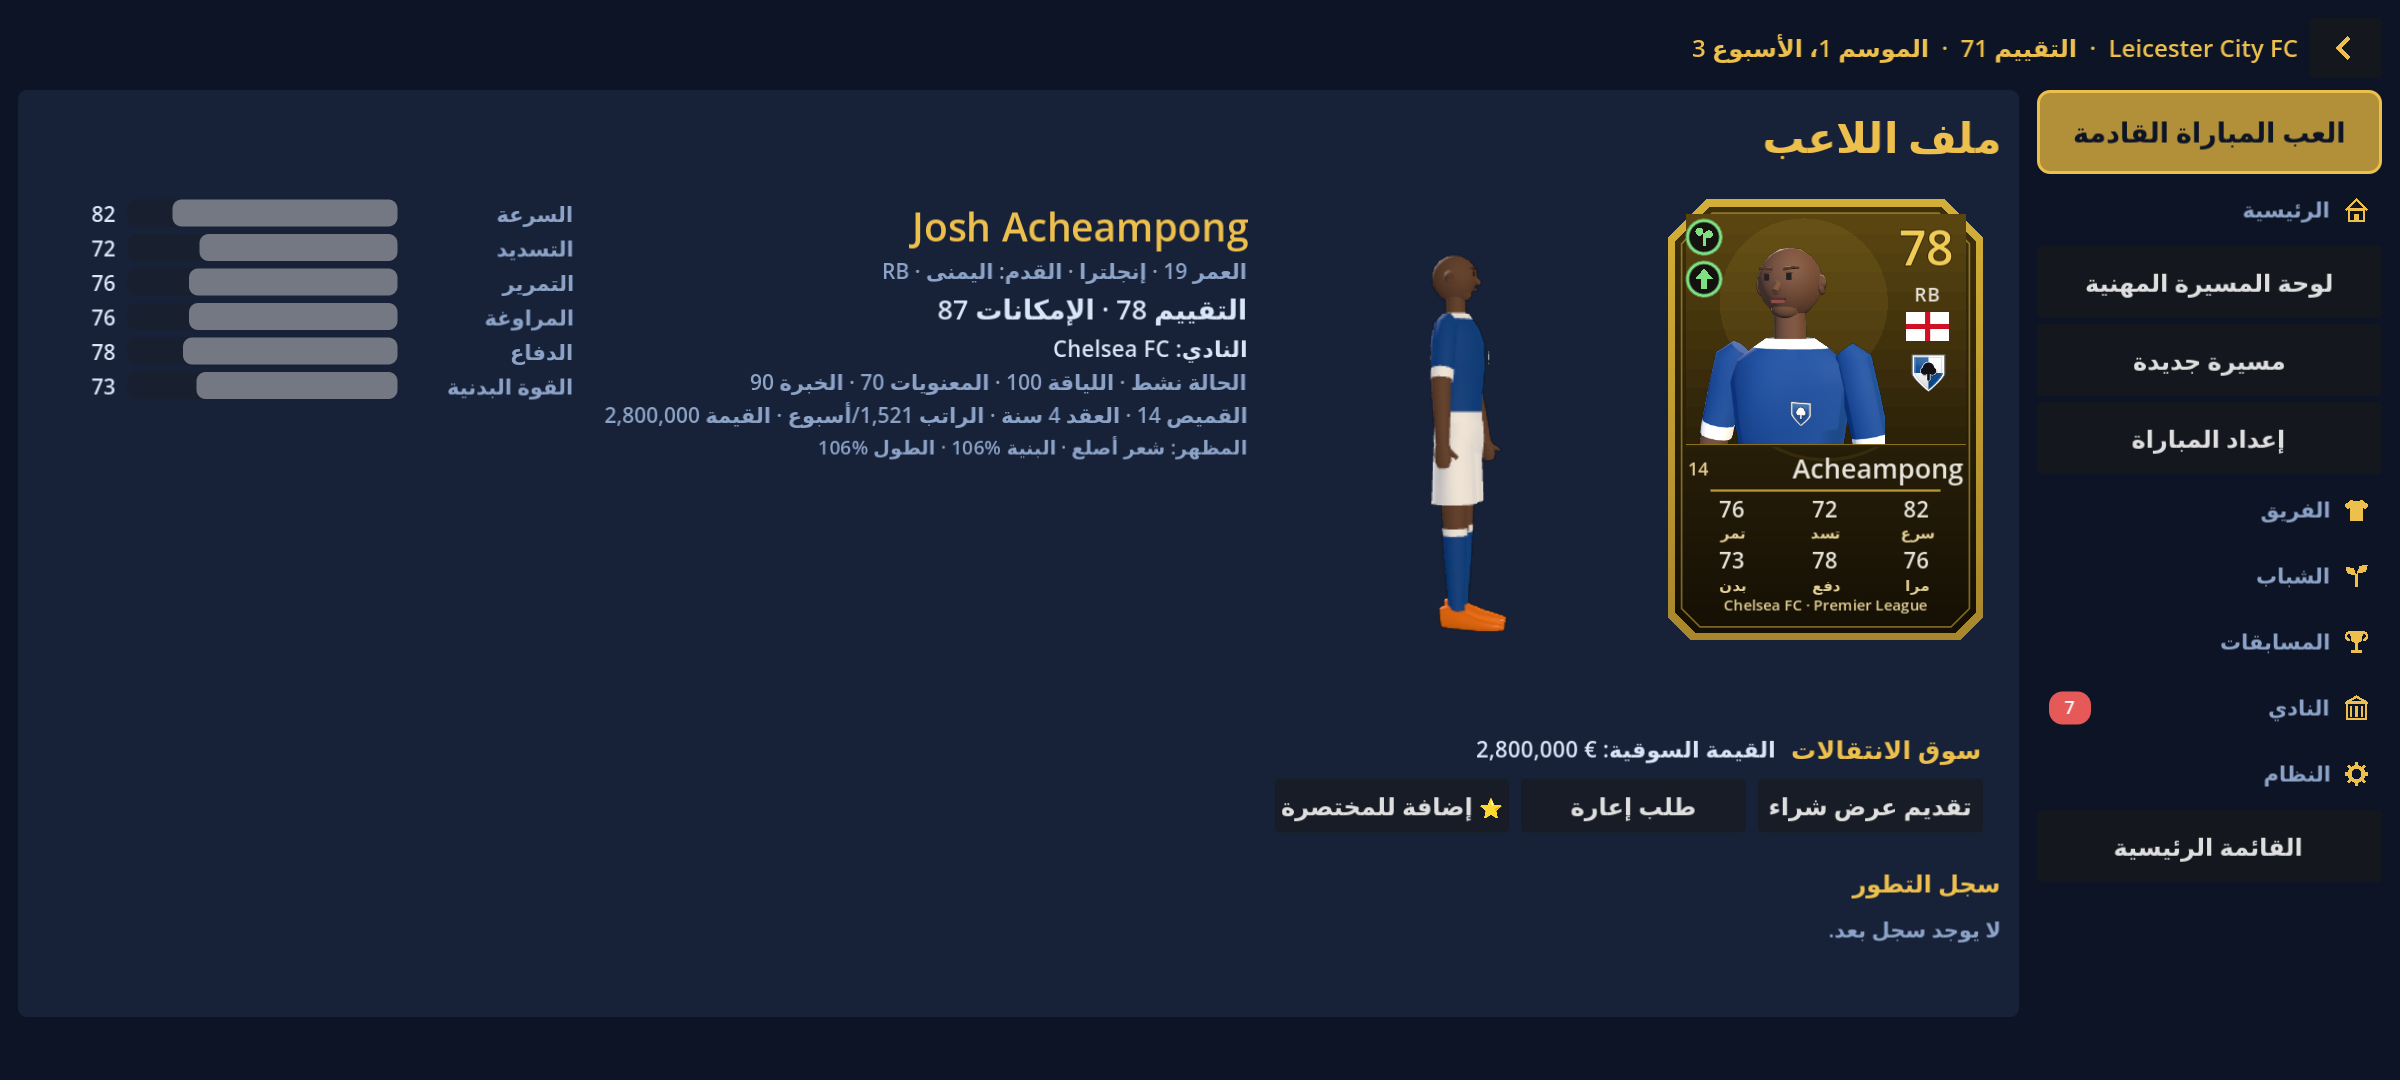 Leicester City FC · التقييم 71 · الموسم 1، الأسبوع 3
العب المباراة القادمة
الرئيسية
لوحة المسيرة المهنية
مسيرة جديدة
إعداد المباراة
الفريق
الشباب
المسابقات
النادي
7
النظام
القائمة الرئيسية
ملف اللاعب
78
RB
Acheampong
14
82 72 76
سرع تسد تمر
76 78 73
مرا دفع بدن
Chelsea FC · Premier League
Josh Acheampong
العمر 19 · إنجلترا · القدم: اليمنى · RB
التقييم 78 · الإمكانات 87
النادي: Chelsea FC
الحالة نشط · اللياقة 100 · المعنويات 70 · الخبرة 90
القميص 14 · العقد 4 سنة · الراتب 1,521/أسبوع · القيمة 2,800,000
المظهر: شعر أصلع · البنية 106% · الطول 106%
السرعة 82
التسديد 72
التمرير 76
المراوغة 76
الدفاع 78
القوة البدنية 73
سوق الانتقالات القيمة السوقية: € 2,800,000
تقديم عرض شراء
طلب إعارة
⭐ إضافة للمختصرة
سجل التطور
لا يوجد سجل بعد.